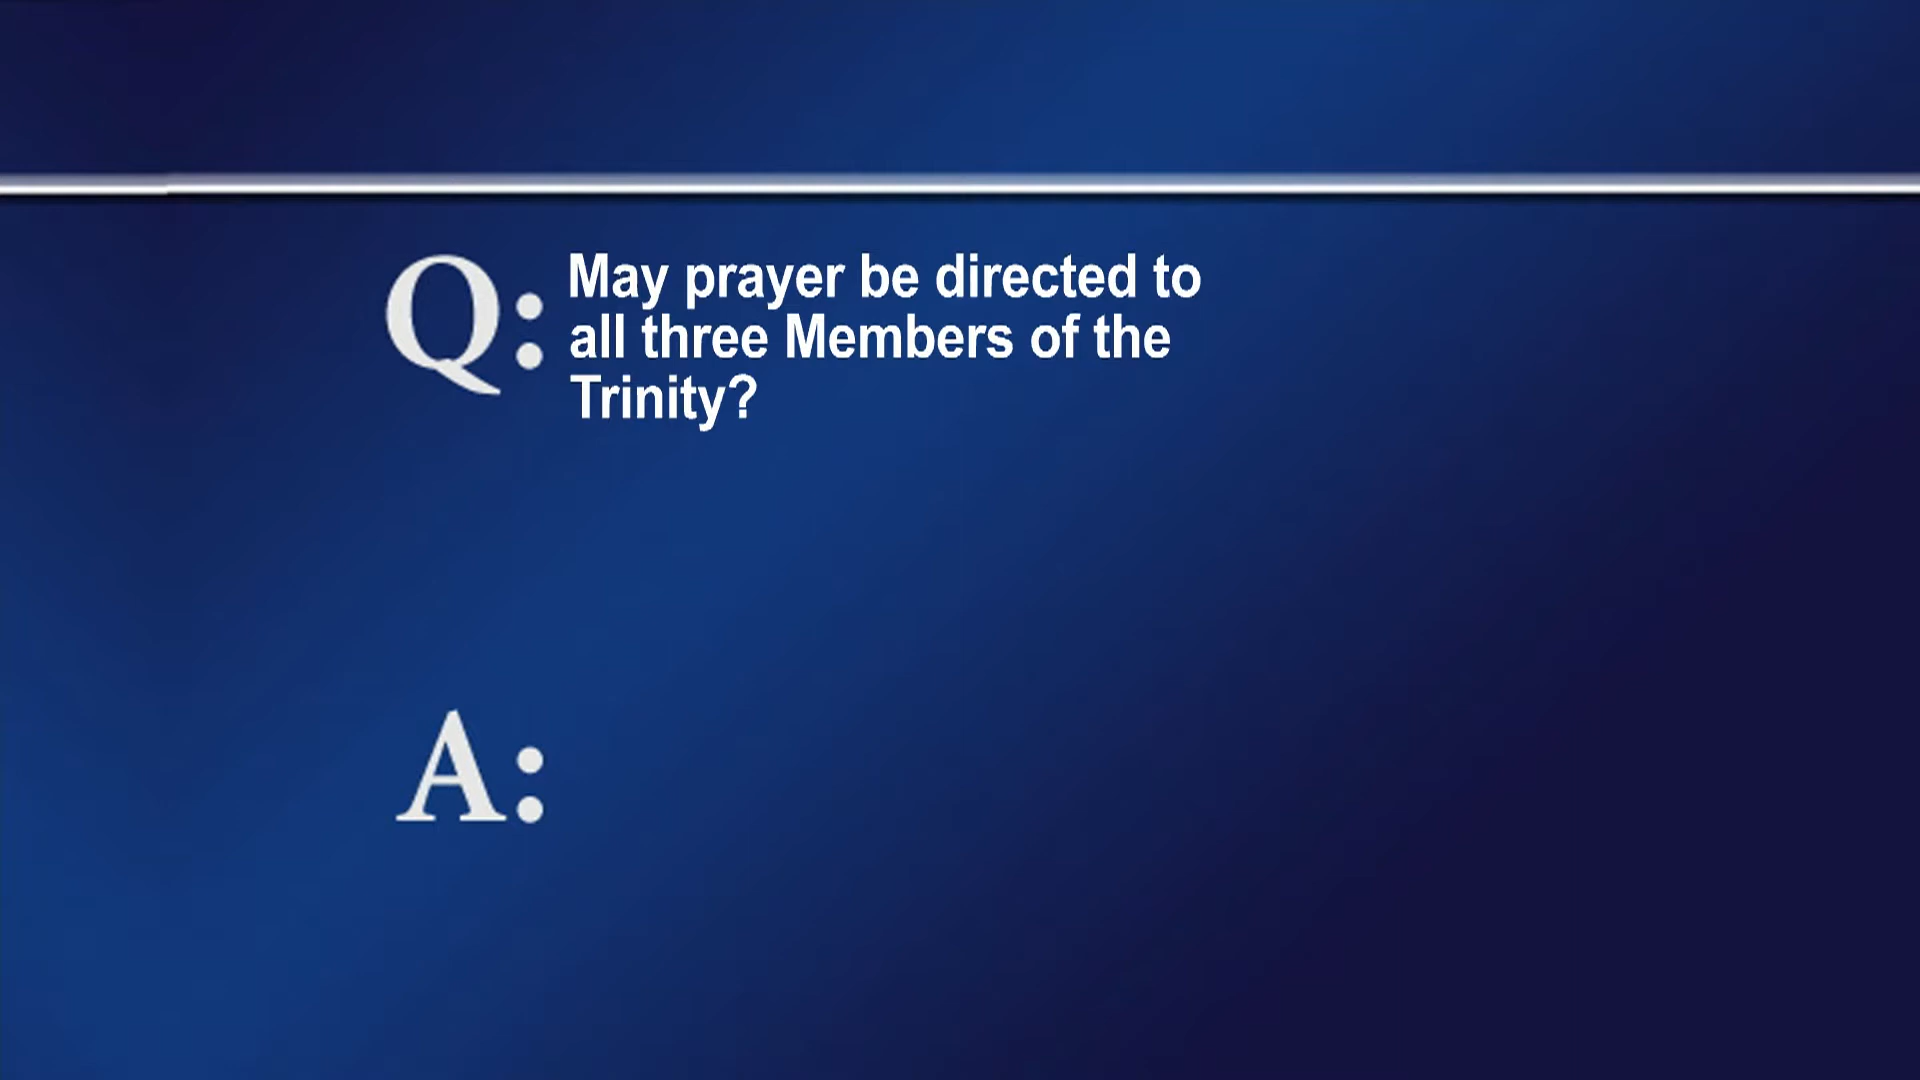 Q: May prayer be directed to
all three Members of the
Trinity?
A: